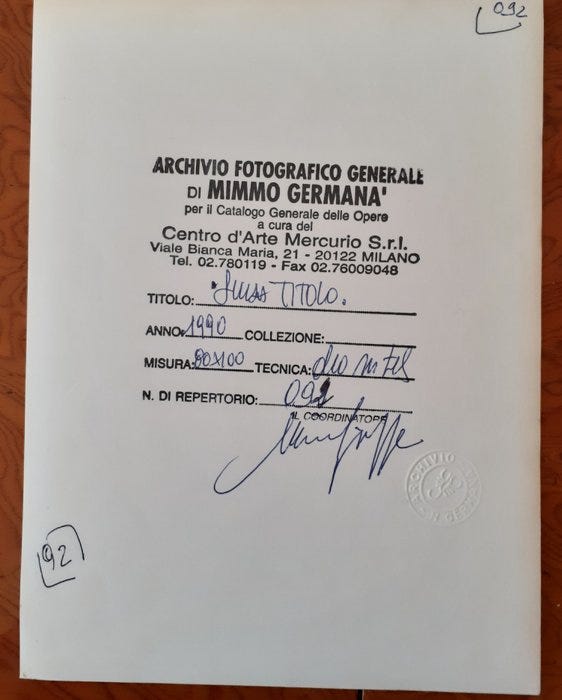 092
ARCHIVIO FOTOGRAFICO GENERALE
DI MIMMO GERMANA'
per il Catalogo Generale delle Opere
a cura del
Centro d'Arte Mercurio S.r.l.
Viale Bianca Maria, 21 - 20122 MILANO
Tel. 02.780119 - Fax 02.76009048
TITOLO: SENZA TITOLO.
ANNO: 1990 COLLEZIONE:
MISURA: 80x100 TECNICA: olio
N. DI REPERTORIO: 092
IL COORDINATORE
ARCHIVIO
92